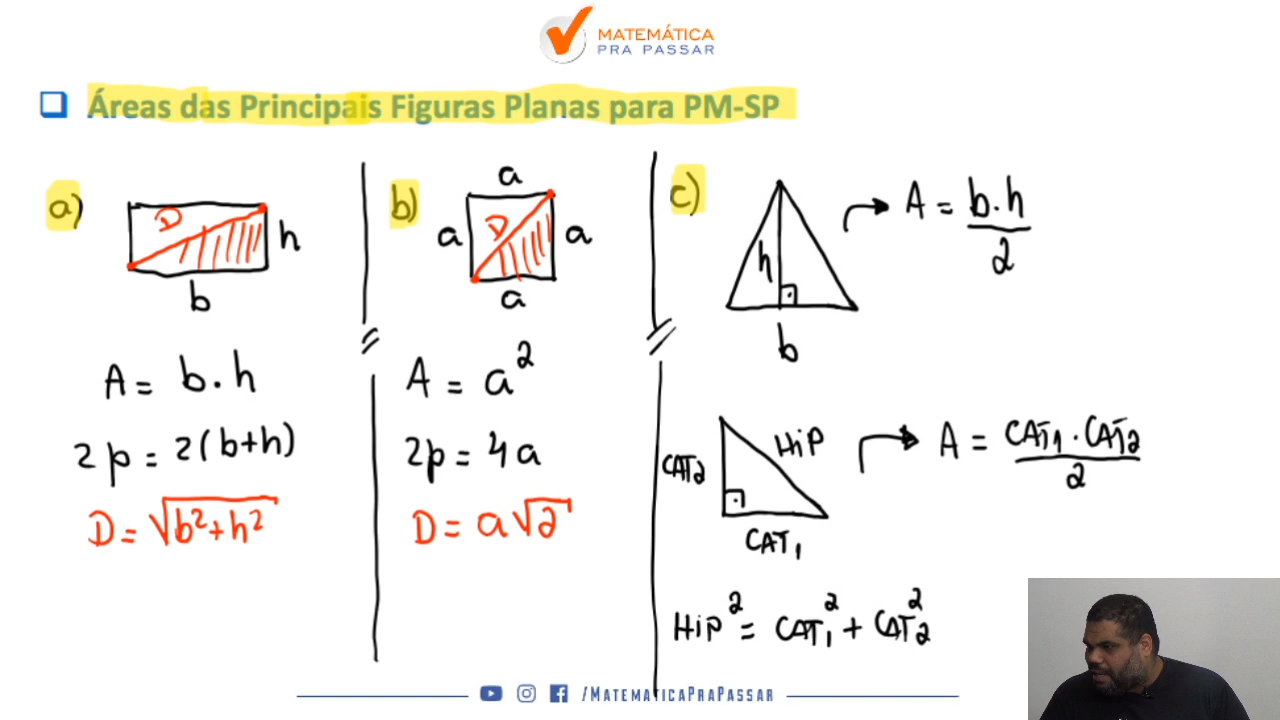 MATEMÁTICA
PRA PASSAR
Áreas das Principais Figuras Planas para PM-SP
a)
D
h
b
A = b.h
2p = 2(b+h)
D = √b²+h²
b)
a
a
D
a
a
A = a²
2p = 4a
D = a√2
c)
h
b
A = b.h
2
CAT2
HiP
CAT1
A = CAT1 . CAT2
2
HiP² = CAT1² + CAT2²
/MatematicaPraPassar